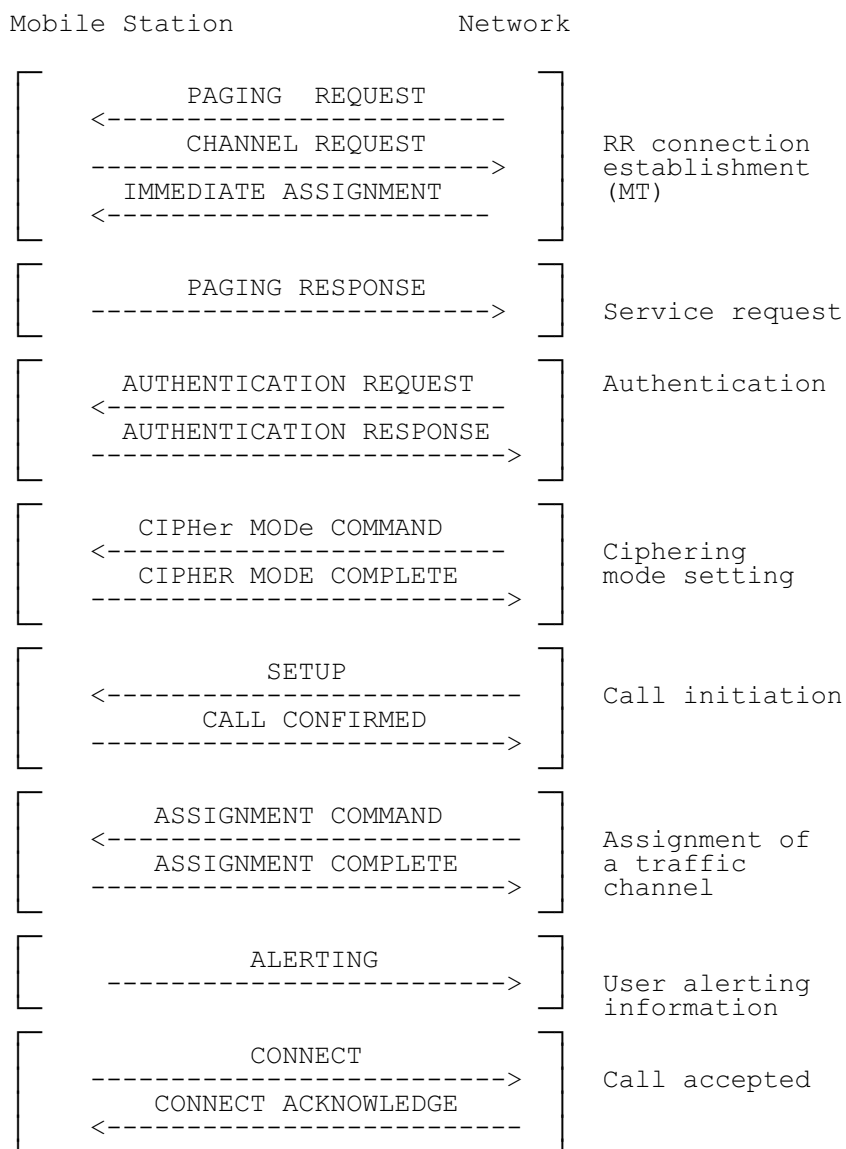 Mobile Station Network
PAGING REQUEST
<-------------------------
CHANNEL REQUEST RR connection
-------------------------> establishment
IMMEDIATE ASSIGNMENT (MT)
<------------------------
PAGING RESPONSE
-------------------------> Service request
AUTHENTICATION REQUEST Authentication
<-------------------------
AUTHENTICATION RESPONSE
-------------------------->
CIPHer MODe COMMAND
<------------------------- Ciphering
CIPHER MODE COMPLETE mode setting
-------------------------->
SETUP
<-------------------------- Call initiation
CALL CONFIRMED
-------------------------->
ASSIGNMENT COMMAND
<-------------------------- Assignment of
ASSIGNMENT COMPLETE a traffic
--------------------------> channel
ALERTING
-------------------------> User alerting
information
CONNECT
--------------------------> Call accepted
CONNECT ACKNOWLEDGE
<--------------------------